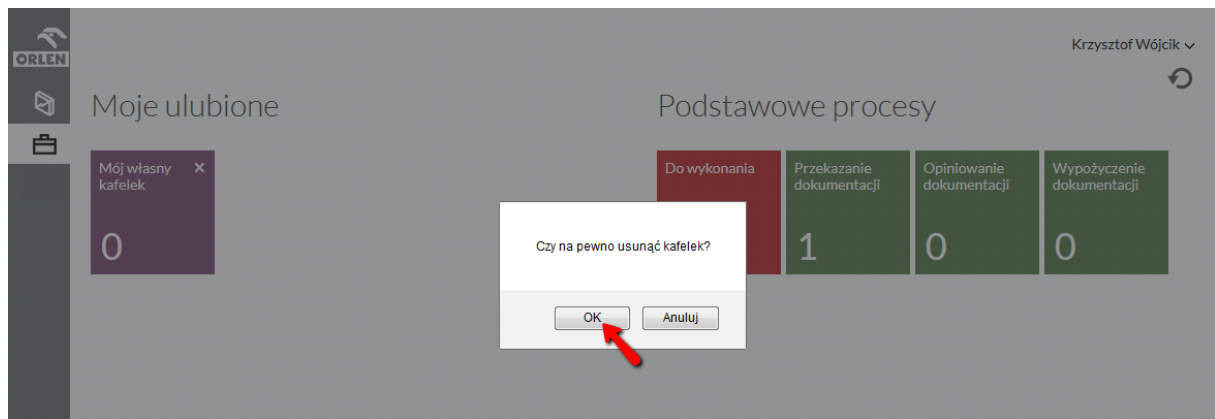 ORLEN
Krzysztof Wójcik
Moje ulubione
Podstawowe procesy
Mój własny
kafelek
0
Do wykonania
Przekazanie
dokumentacji
1
Opiniowanie
dokumentacji
0
Wypożyczenie
dokumentacji
0
Czy na pewno usunąć kafelek?
OK
Anuluj